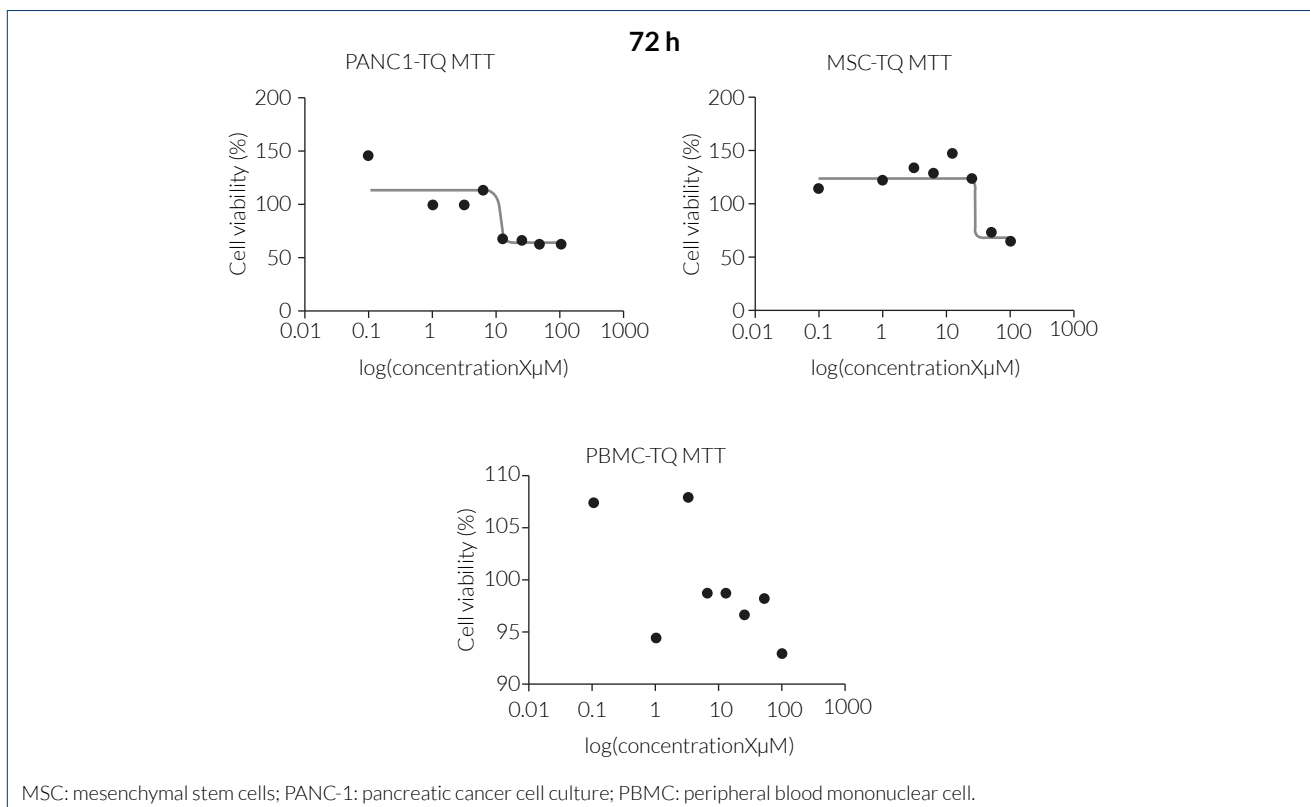 72 h
PANC1-TQ MTT
200
150
100
50
0
Cell viability (%)
0.01 0.1 1 10 100 1000
log(concentrationXµM)
MSC-TQ MTT
200
150
100
50
0
Cell viability (%)
0.01 0.1 1 10 100 1000
log(concentrationXµM)
PBMC-TQ MTT
110
105
100
95
90
Cell viability (%)
0.01 0.1 1 10 100 1000
log(concentrationXµM)
MSC: mesenchymal stem cells; PANC-1: pancreatic cancer cell culture; PBMC: peripheral blood mononuclear cell.